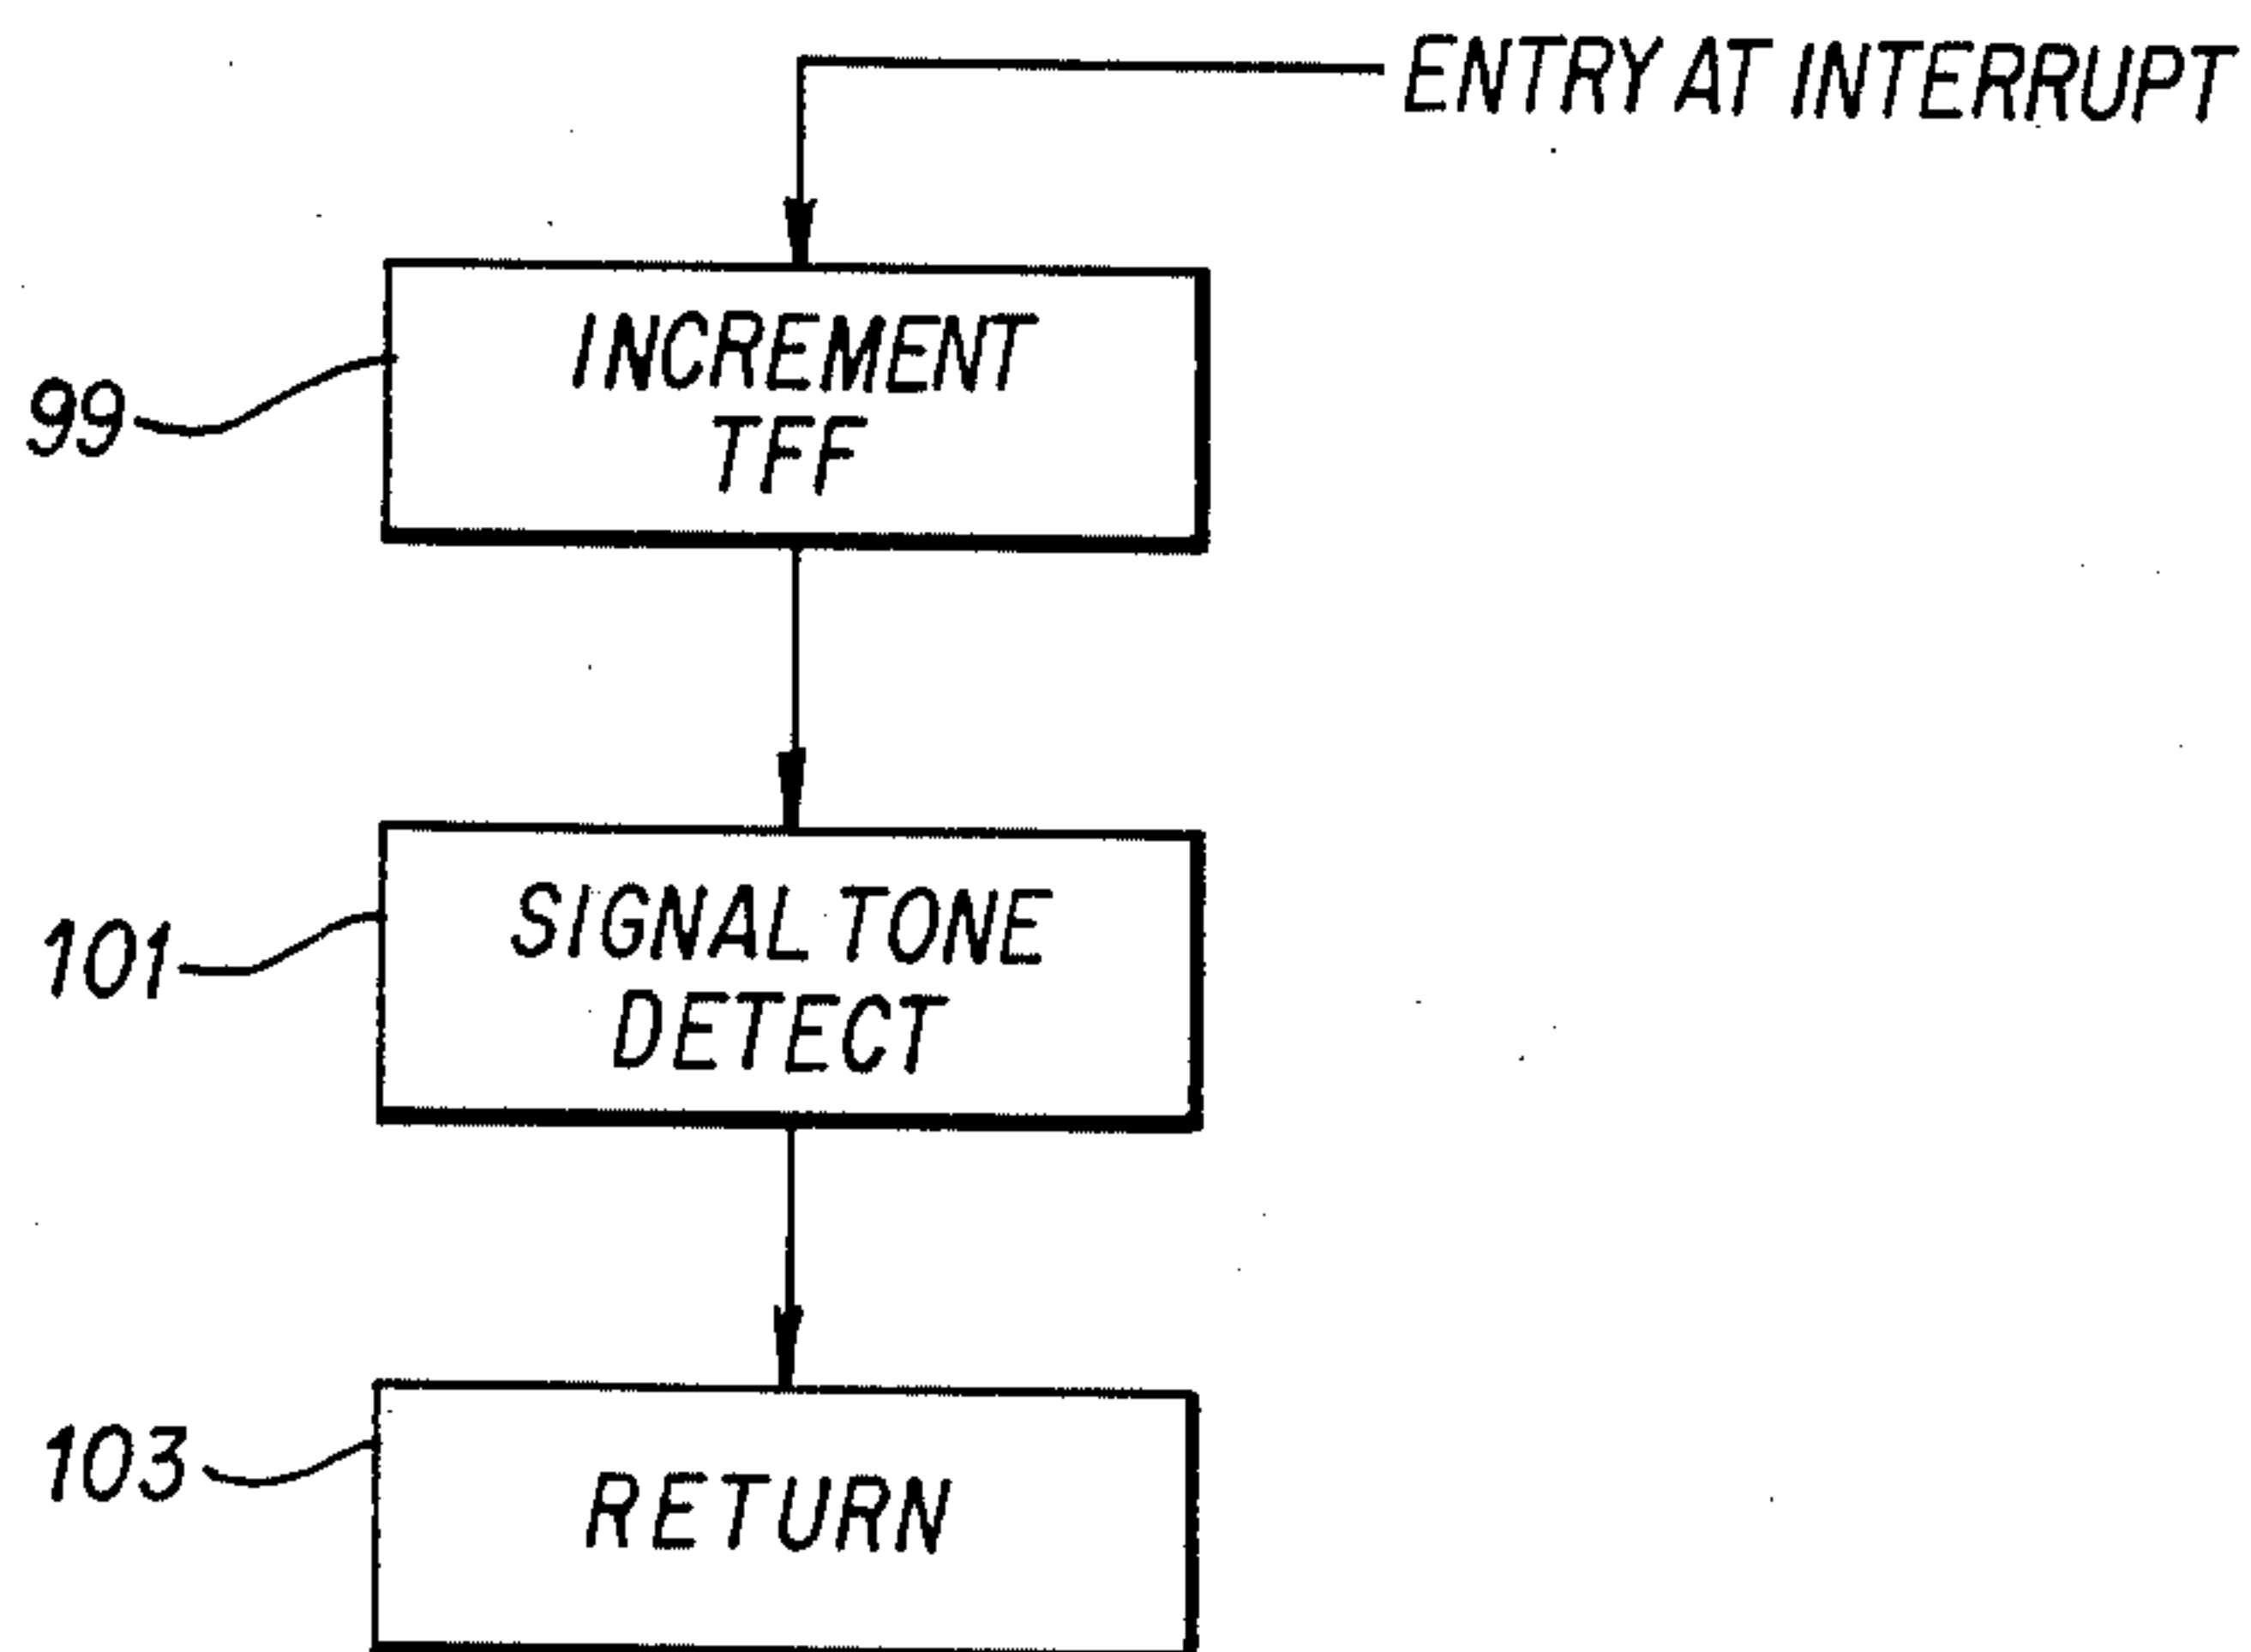 ENTRY AT INTERRUPT
INCREMENT
TFF
99
SIGNAL TONE
DETECT
101
RETURN
103